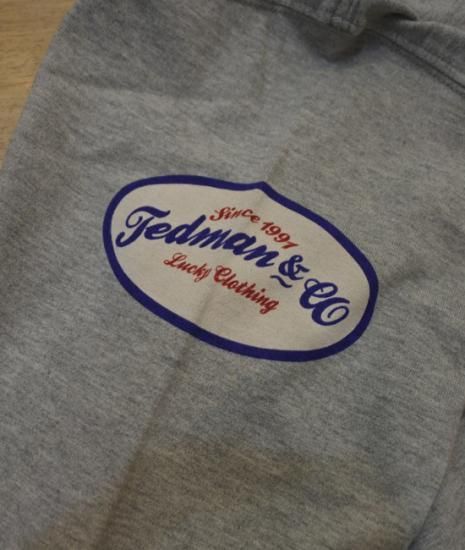 Since 1991
Tedman & CO
Lucky Clothing